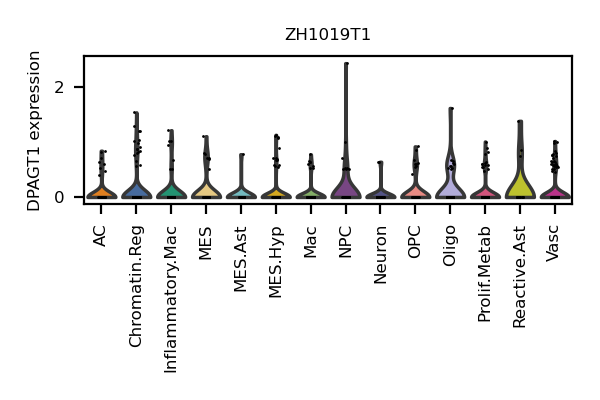 ZH1019T1
DPAGT1 expression
2
0
AC
Chromatin.Reg
Inflammatory.Mac
MES
MES.Ast
MES.Hyp
Mac
NPC
Neuron
OPC
Oligo
Prolif.Metab
Reactive.Ast
Vasc